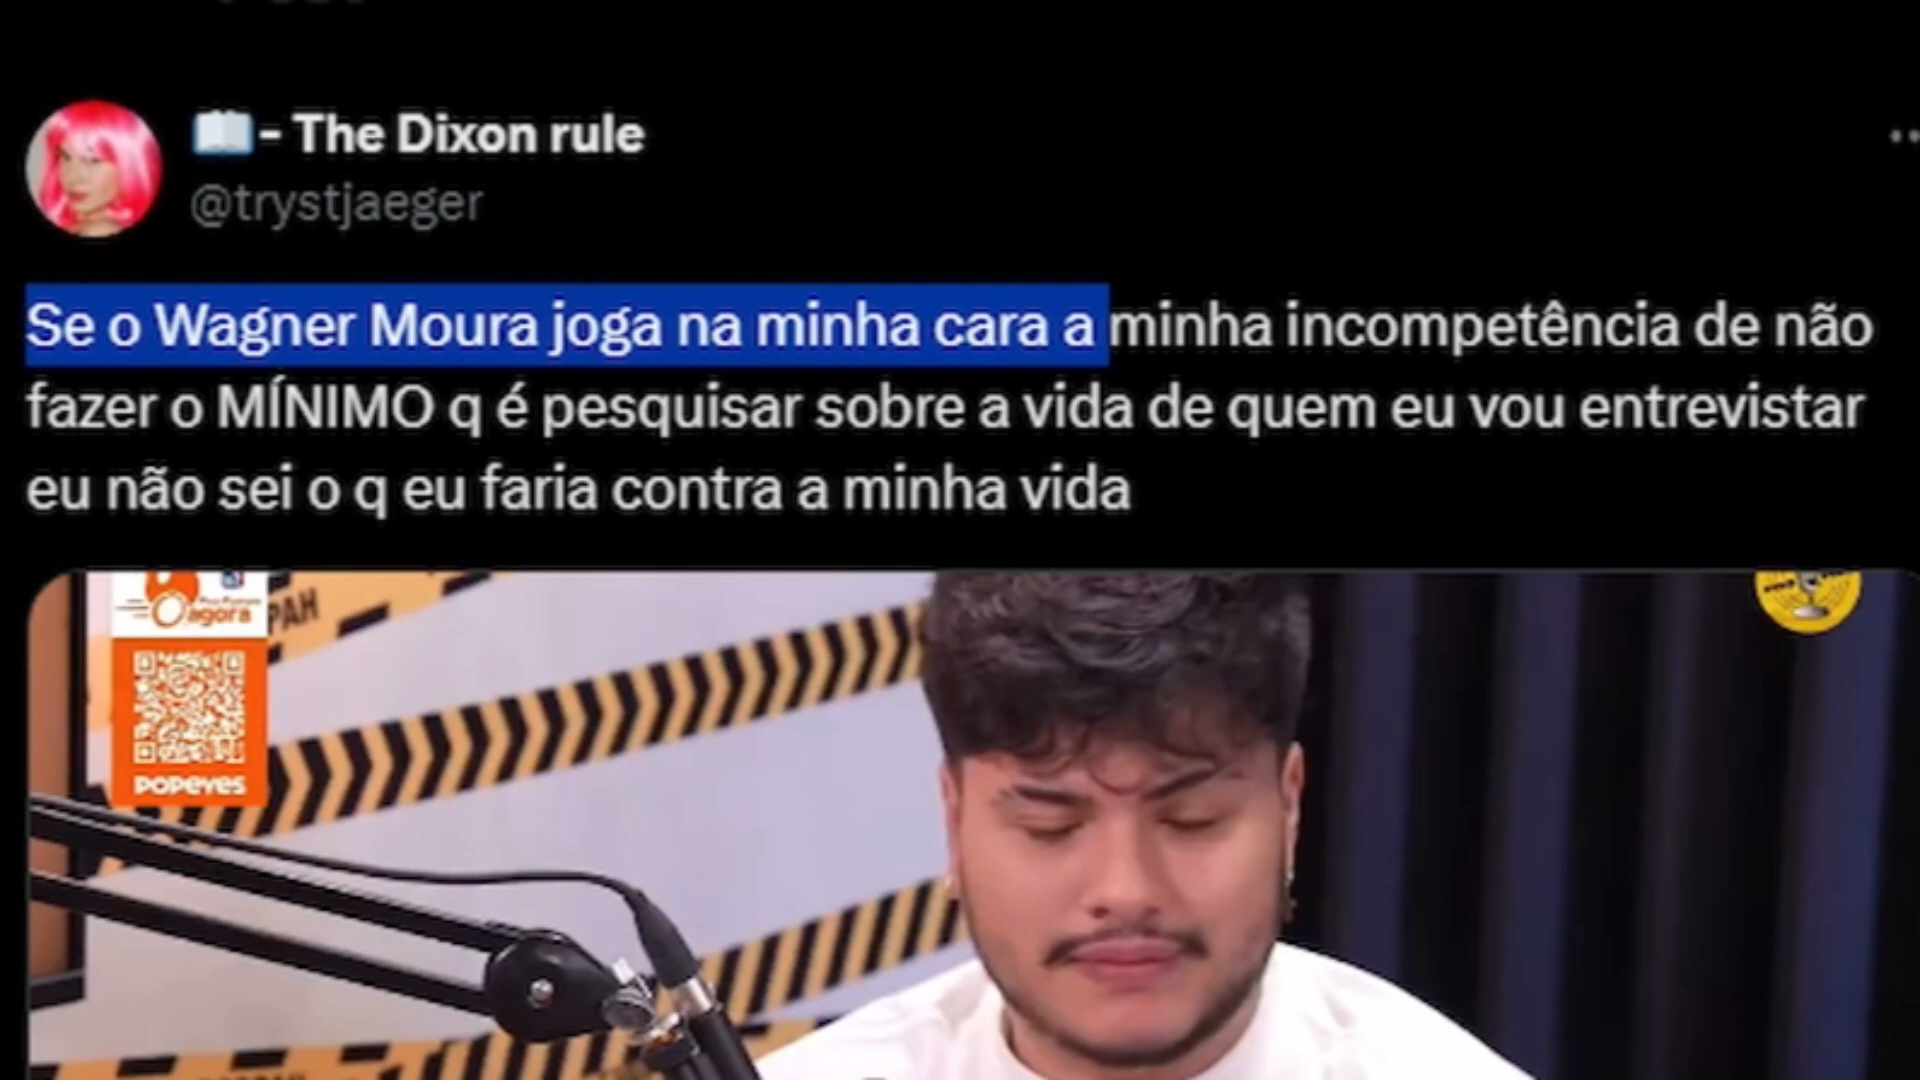 - The Dixon rule
@trystjaeger
Se o Wagner Moura joga na minha cara a minha incompetência de não
fazer o MÍNIMO q é pesquisar sobre a vida de quem eu vou entrevistar
eu não sei o q eu faria contra a minha vida
agora
PAH
POPEYES